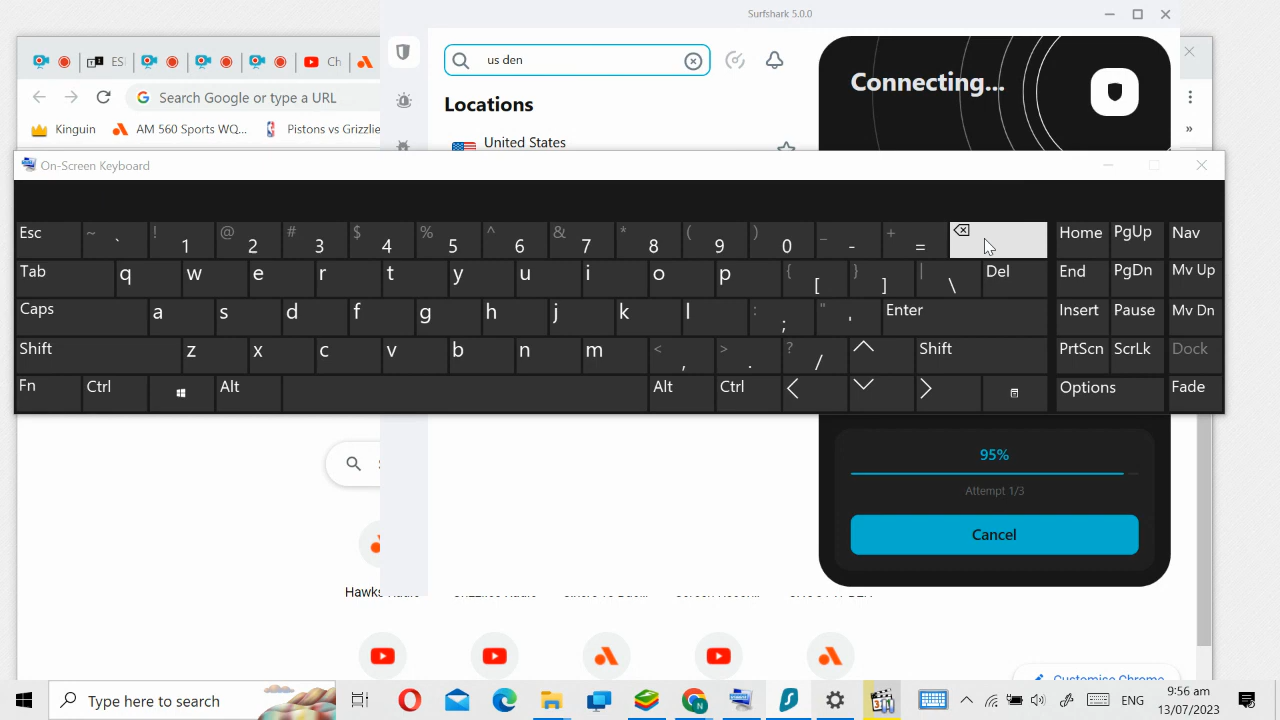 Surfshark 5.0.0
us den
Connecting...
ES
Ch
Search Google or type a URL
Locations
Kinguin
AM 560 Sports WQ...
Pistons vs Grizzlie
»
United States
On-Screen Keyboard
Esc ~ ` ! 1 @ 2 # 3 $ 4 % 5 ^ 6 & 7 * 8 ( 9 ) 0 _ - + = Home PgUp Nav
Tab q w e r t y u i o p { [ } ] | \ Del End PgDn Mv Up
Caps a s d f g h j k l : ; " ' Enter Insert Pause Mv Dn
Shift z x c v b n m < , > . ? / Shift PrtScn ScrLk Dock
Fn Ctrl Alt Alt Ctrl Options Fade
95%
Attempt 1/3
Cancel
Hawks
Customise Chrome
Type here to search
ENG
9:56 am
13/07/2023